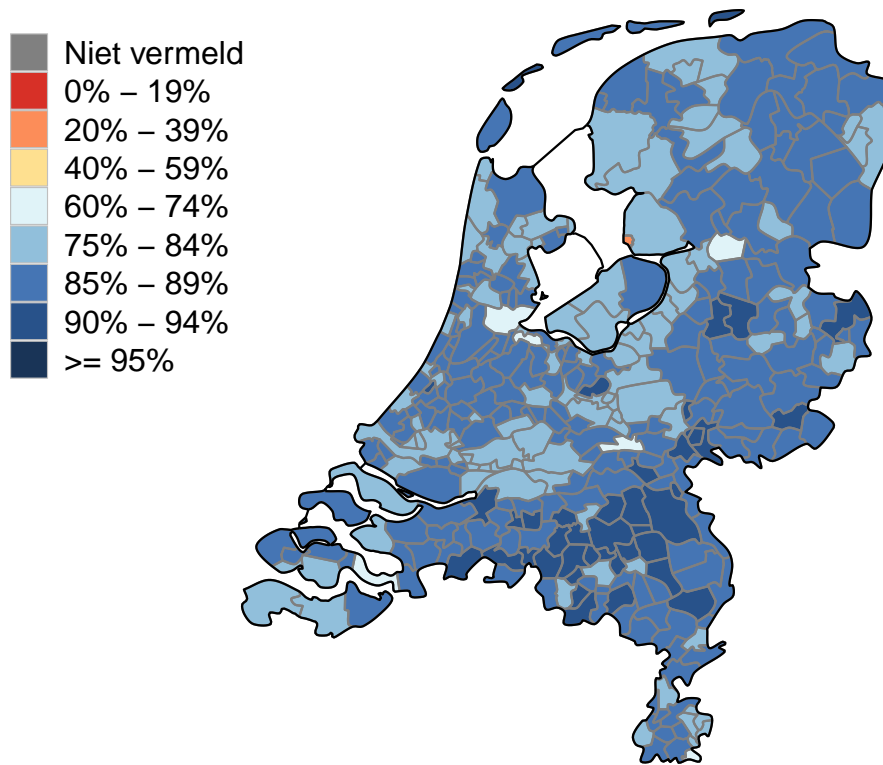 Niet vermeld
0% – 19%
20% – 39%
40% – 59%
60% – 74%
75% – 84%
85% – 89%
90% – 94%
>= 95%